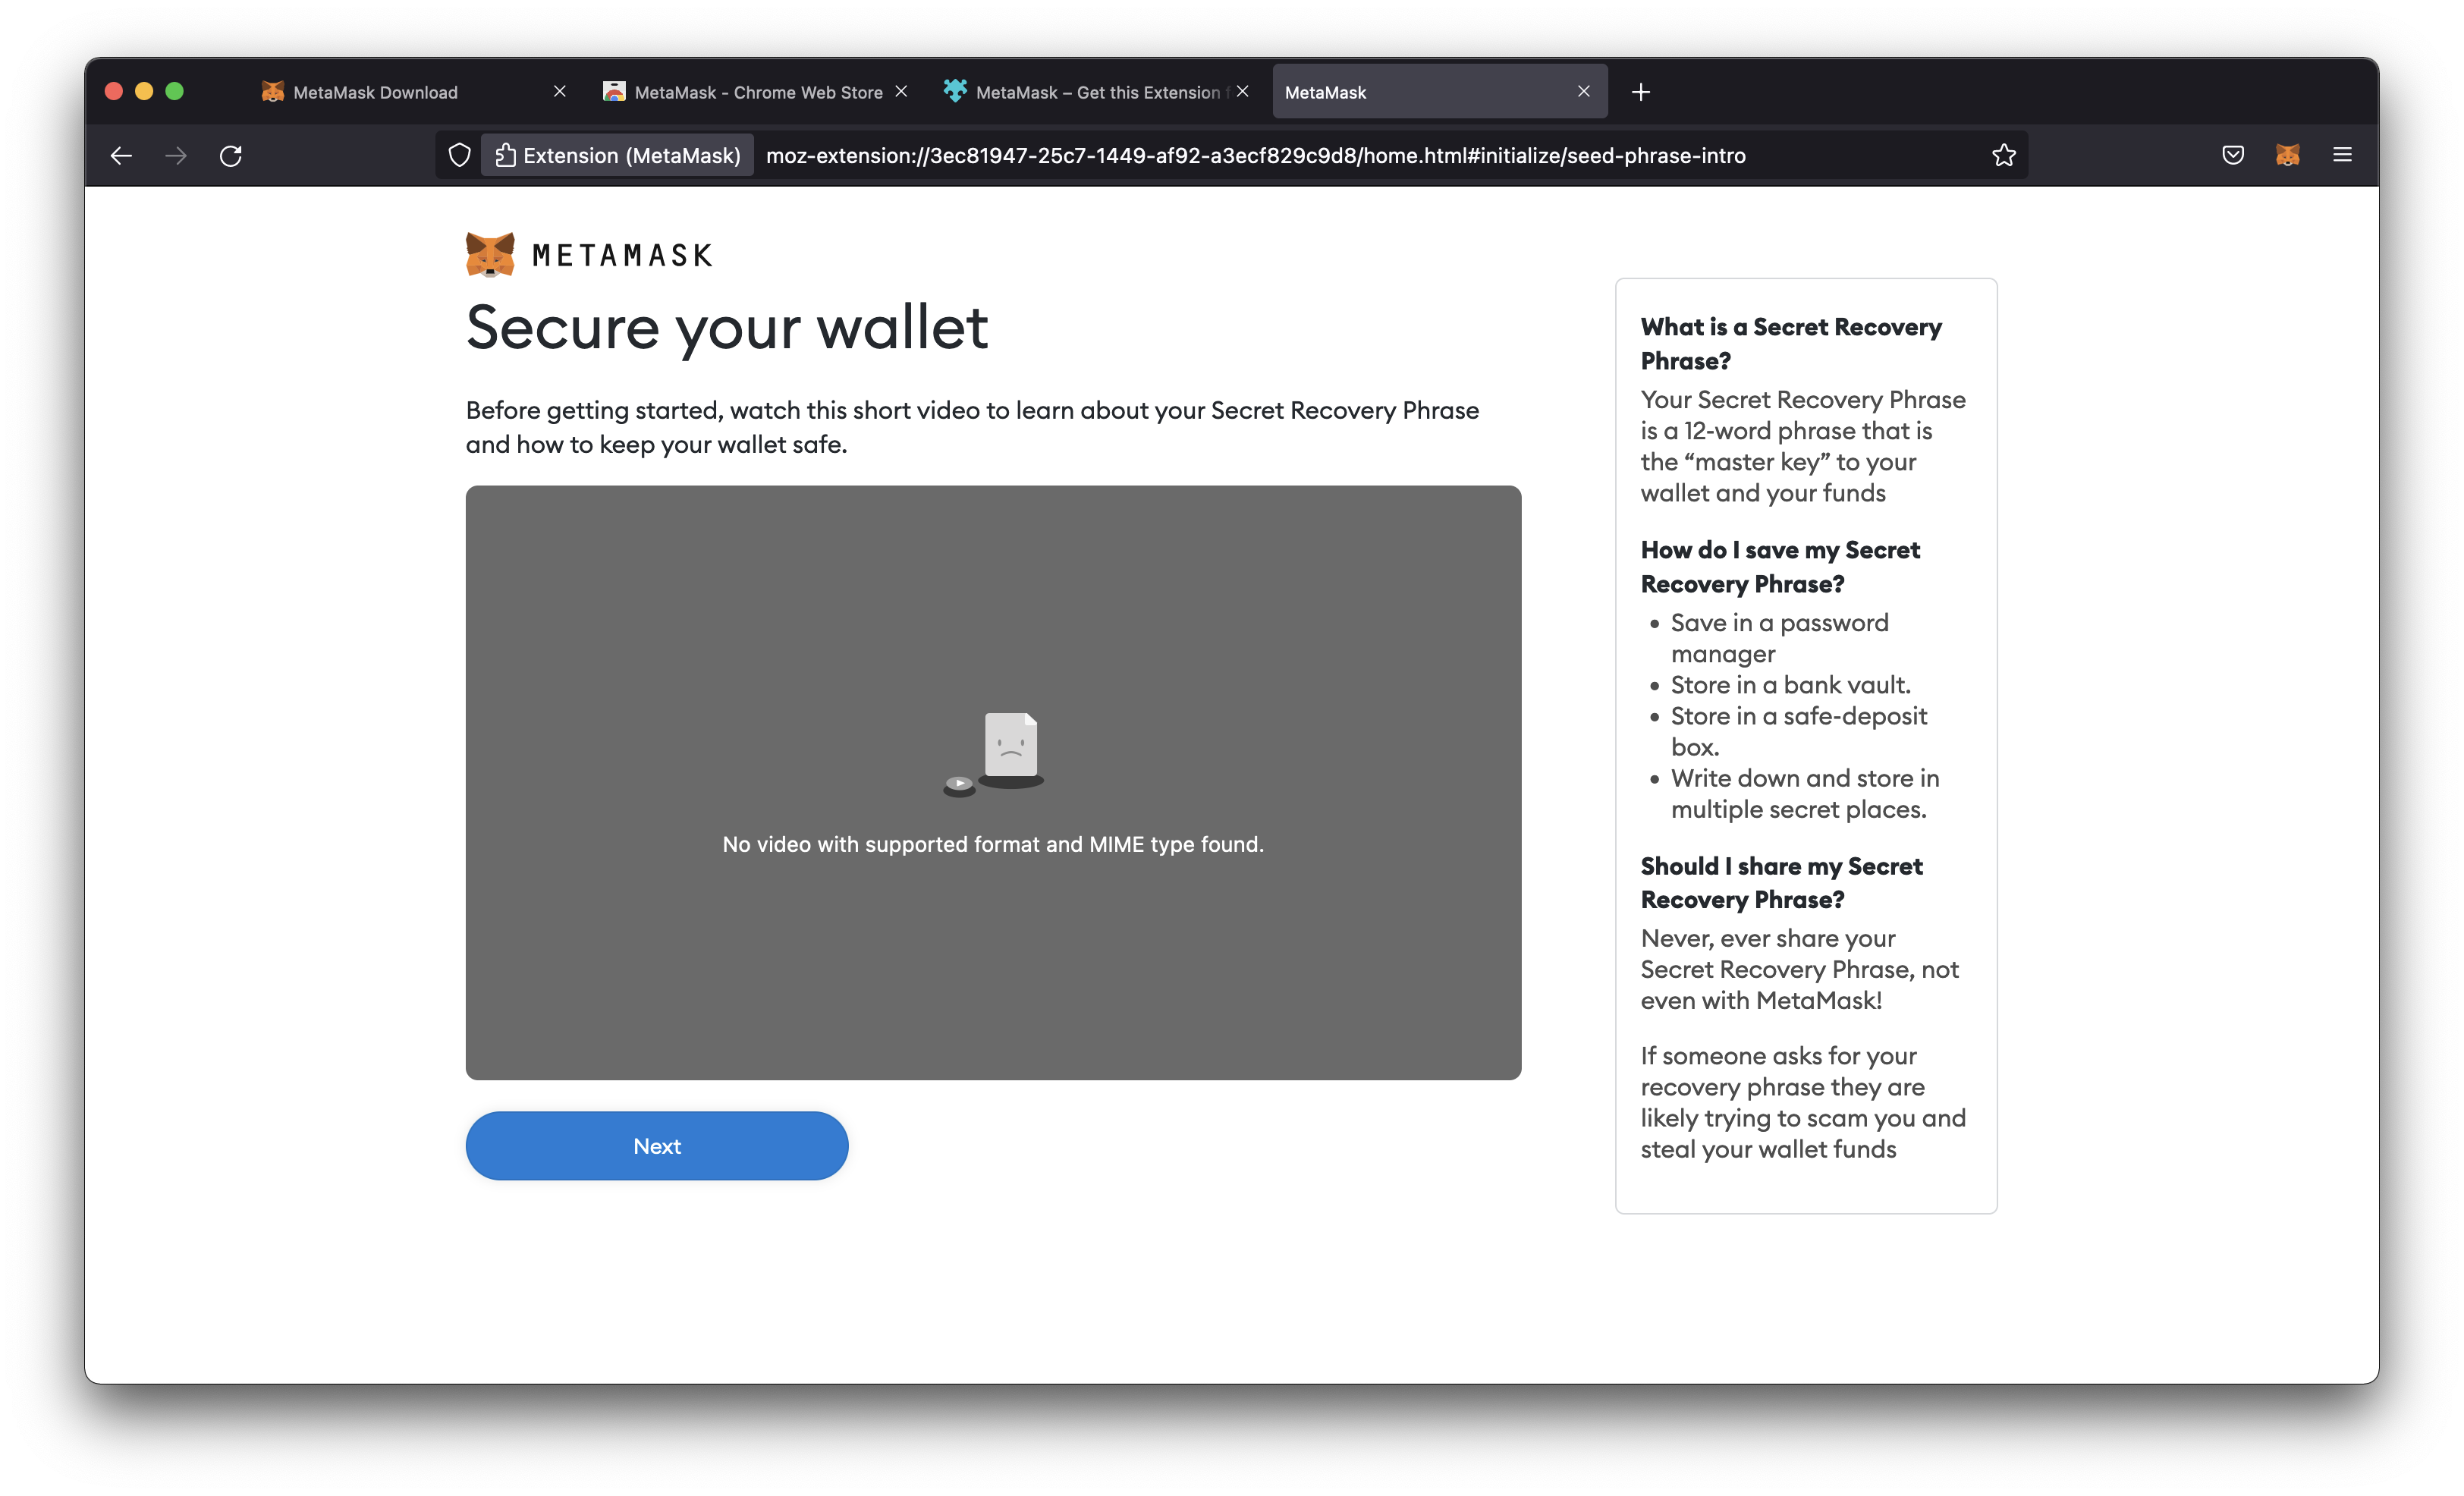 MetaMask Download
MetaMask - Chrome Web Store
MetaMask – Get this Extension f
MetaMask
Extension (MetaMask)
moz-extension://3ec81947-25c7-1449-af92-a3ecf829c9d8/home.html#initialize/seed-phrase-intro
METAMASK
Secure your wallet
Before getting started, watch this short video to learn about your Secret Recovery Phrase
and how to keep your wallet safe.
No video with supported format and MIME type found.
Next
What is a Secret Recovery
Phrase?
Your Secret Recovery Phrase
is a 12-word phrase that is
the “master key” to your
wallet and your funds
How do I save my Secret
Recovery Phrase?
• Save in a password
manager
• Store in a bank vault.
• Store in a safe-deposit
box.
• Write down and store in
multiple secret places.
Should I share my Secret
Recovery Phrase?
Never, ever share your
Secret Recovery Phrase, not
even with MetaMask!
If someone asks for your
recovery phrase they are
likely trying to scam you and
steal your wallet funds